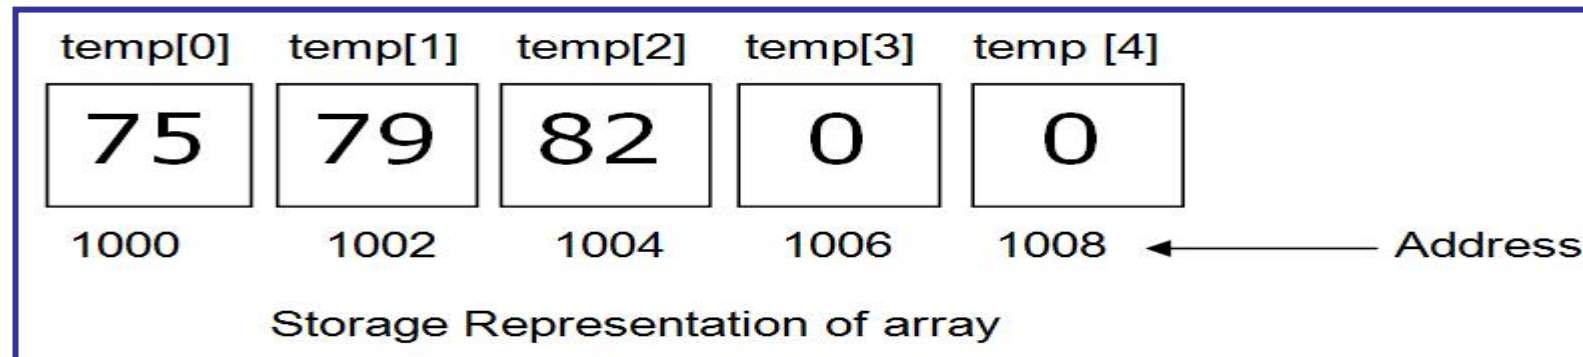 temp[0] temp[1] temp[2] temp[3] temp [4]
75 79 82 0 0
1000 1002 1004 1006 1008 Address
Storage Representation of array